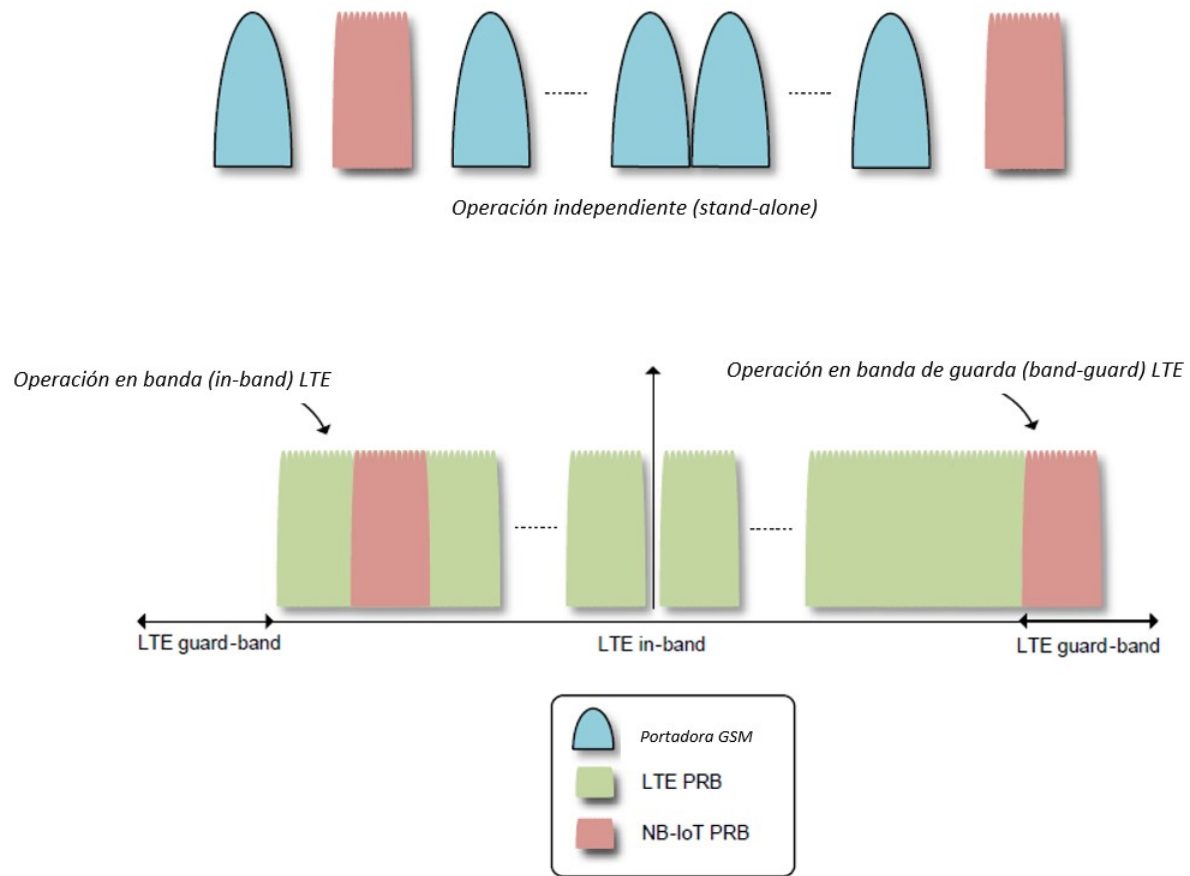 Operación independiente (stand-alone)
Operación en banda (in-band) LTE
Operación en banda de guarda (band-guard) LTE
LTE guard-band
LTE in-band
LTE guard-band
Portadora GSM
LTE PRB
NB-IoT PRB